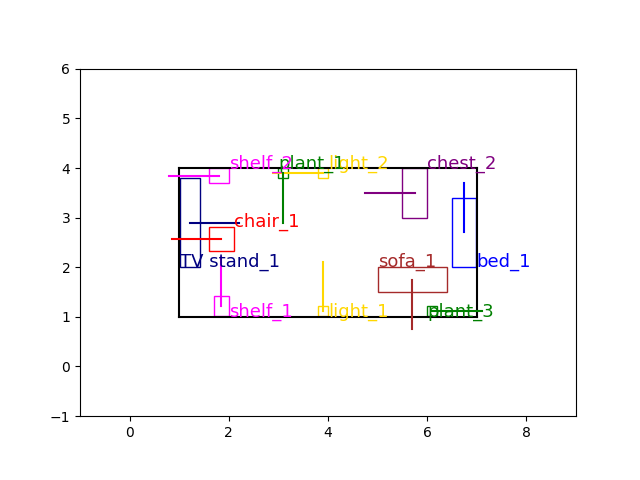 6
5
4
3
2
1
0
−1
shelf_2
plant_1
light_2
chest_2
chair_1
TV stand_1
sofa_1
bed_1
shelf_1
light_1
plant_3
0 2 4 6 8